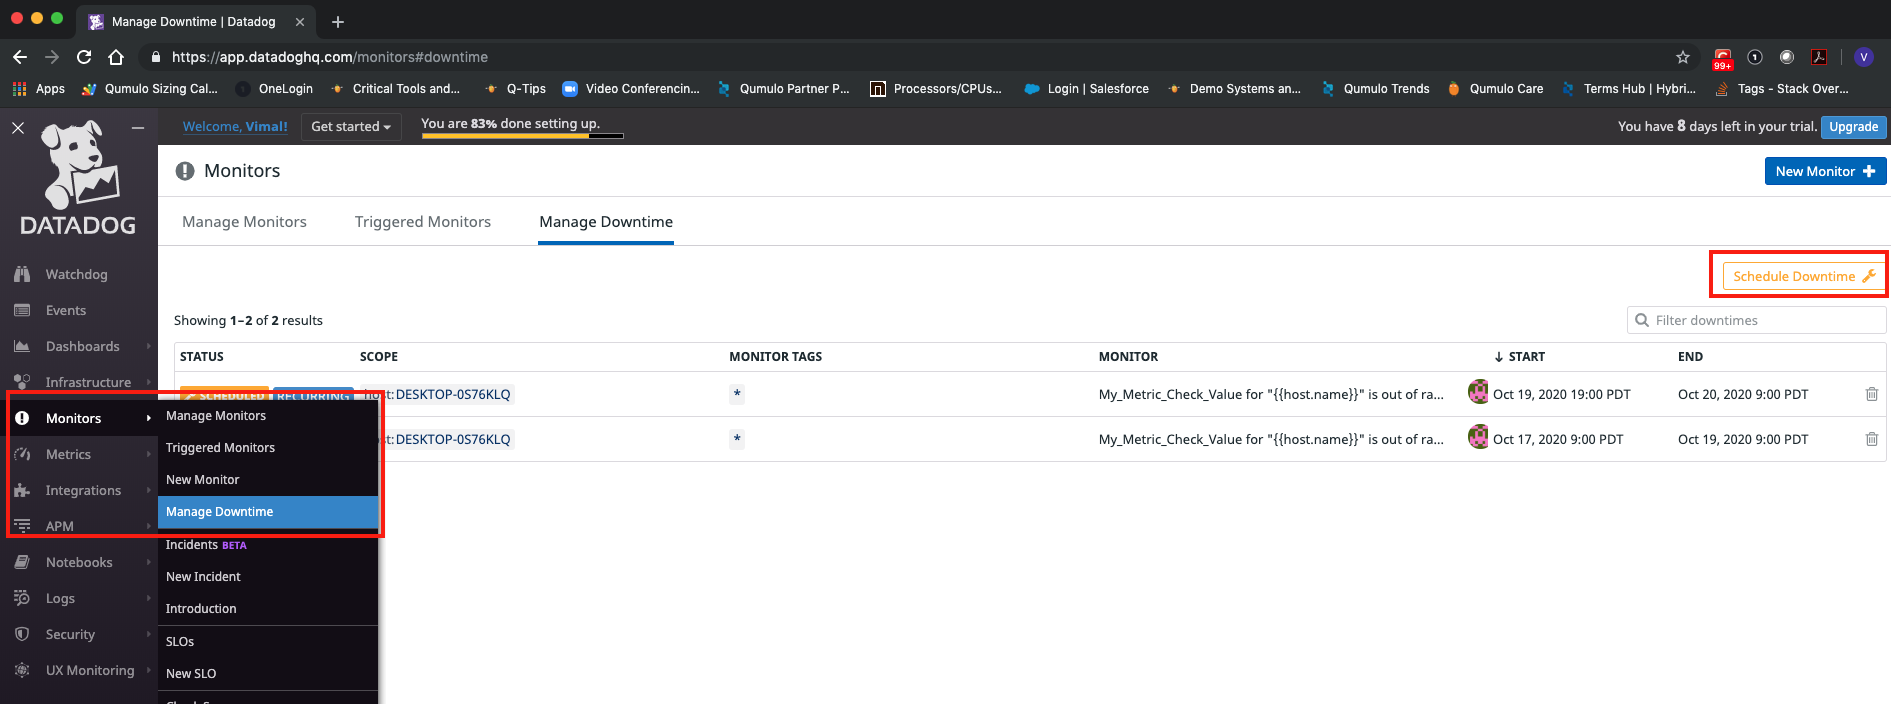 Manage Downtime | Datadog
https://app.datadoghq.com/monitors#downtime
99+
V
Apps Qumulo Sizing Cal... OneLogin Critical Tools and... Q-Tips Video Conferencin... Qumulo Partner P... Processors/CPUs... Login | Salesforce Demo Systems an... Qumulo Trends Qumulo Care Terms Hub | Hybri... Tags - Stack Over...
Welcome, Vimal! Get started You are 83% done setting up. You have 8 days left in your trial. Upgrade
DATADOG
Watchdog
Events
Dashboards
Infrastructure
Monitors
Metrics
Integrations
APM
Notebooks
Logs
Security
UX Monitoring
Manage Monitors
Triggered Monitors
New Monitor
Manage Downtime
Incidents BETA
New Incident
Introduction
SLOs
New SLO
Monitors
New Monitor
Manage Monitors Triggered Monitors Manage Downtime
Schedule Downtime
Showing 1–2 of 2 results
Filter downtimes
STATUS SCOPE MONITOR TAGS MONITOR START END
SCHEDULED RECURRING host:DESKTOP-0S76KLQ * My_Metric_Check_Value for "{{host.name}}" is out of ra... Oct 19, 2020 19:00 PDT Oct 20, 2020 9:00 PDT
st:DESKTOP-0S76KLQ * My_Metric_Check_Value for "{{host.name}}" is out of ra... Oct 17, 2020 9:00 PDT Oct 19, 2020 9:00 PDT